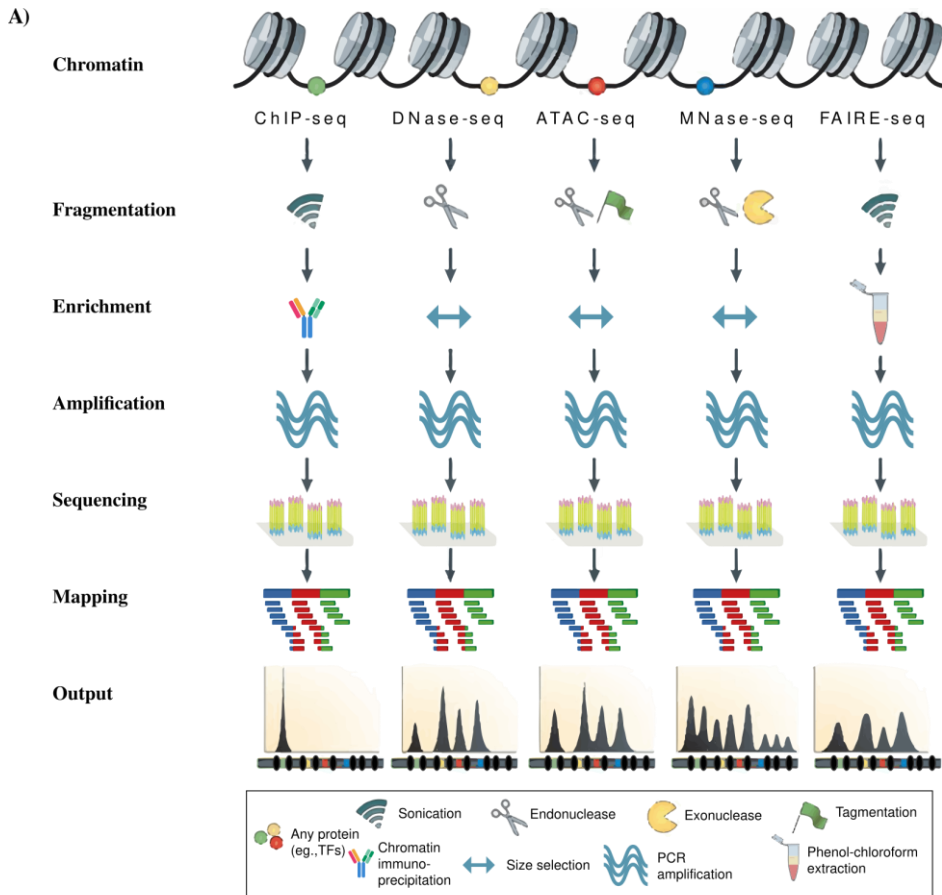 A)
Chromatin
ChIP-seq DNase-seq ATAC-seq MNase-seq FAIRE-seq
Fragmentation
Enrichment
Amplification
Sequencing
Mapping
Output
Sonication
Endonuclease
Exonuclease
Tagmentation
Any protein
(eg.,TFs)
Chromatin
immuno-
precipitation
Size selection
PCR
amplification
Phenol-chloroform
extraction